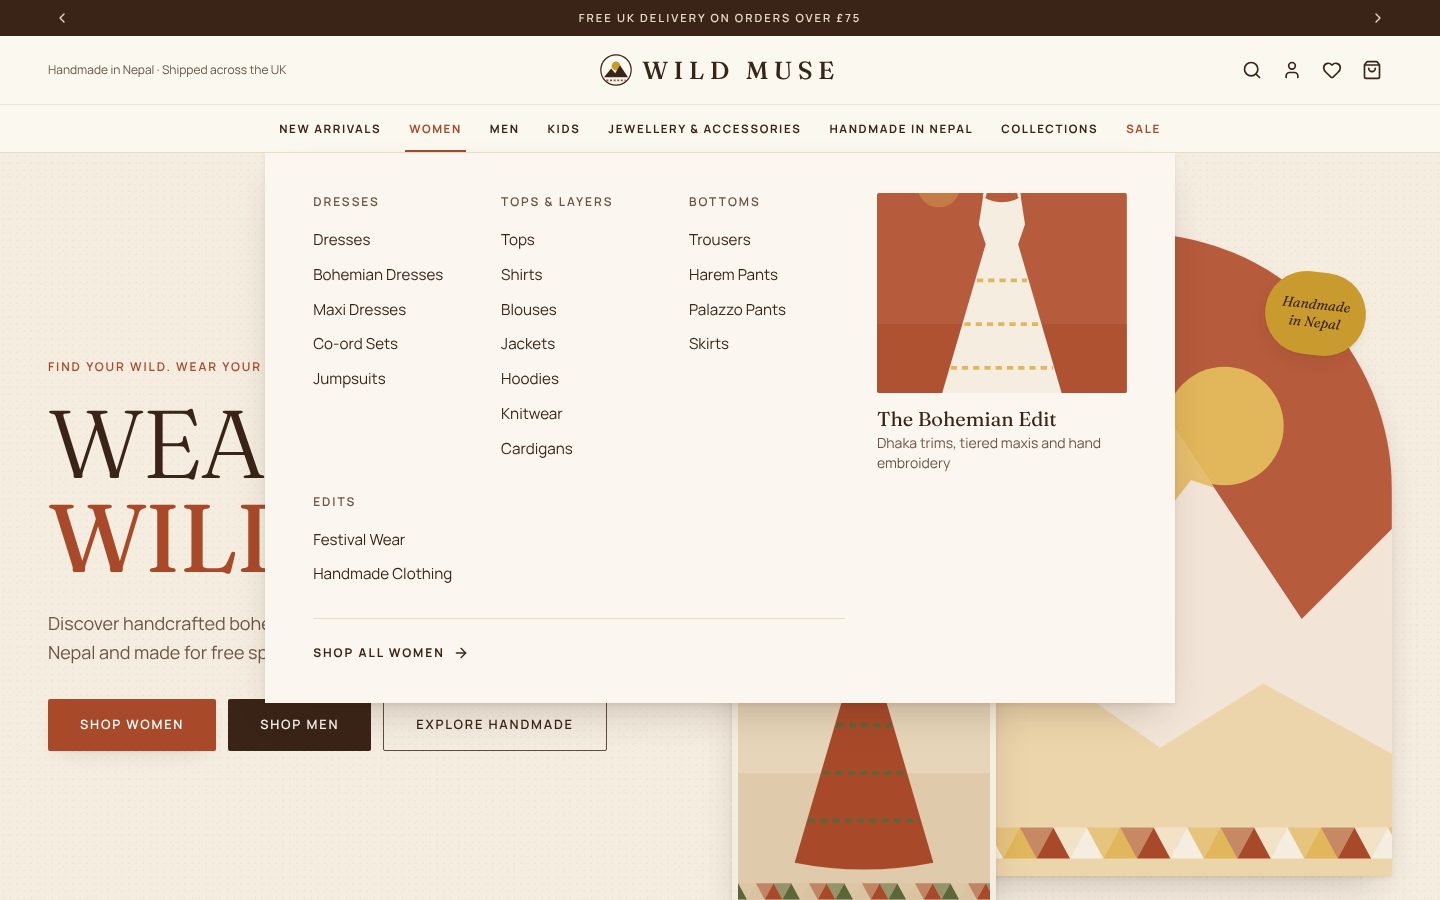 FREE UK DELIVERY ON ORDERS OVER £75
Handmade in Nepal · Shipped across the UK
WILD MUSE
NEW ARRIVALS
WOMEN
MEN
KIDS
JEWELLERY & ACCESSORIES
HANDMADE IN NEPAL
COLLECTIONS
SALE
DRESSES
Dresses
Bohemian Dresses
Maxi Dresses
Co-ord Sets
Jumpsuits
TOPS & LAYERS
Tops
Shirts
Blouses
Jackets
Hoodies
Knitwear
Cardigans
BOTTOMS
Trousers
Harem Pants
Palazzo Pants
Skirts
The Bohemian Edit
Dhaka trims, tiered maxis and hand
embroidery
EDITS
Festival Wear
Handmade Clothing
SHOP ALL WOMEN
FIND YOUR WILD. WEAR YOUR
WEA
WIL
Discover handcrafted bohe
Nepal and made for free sp
SHOP WOMEN
SHOP MEN
EXPLORE HANDMADE
Handmade
in Nepal